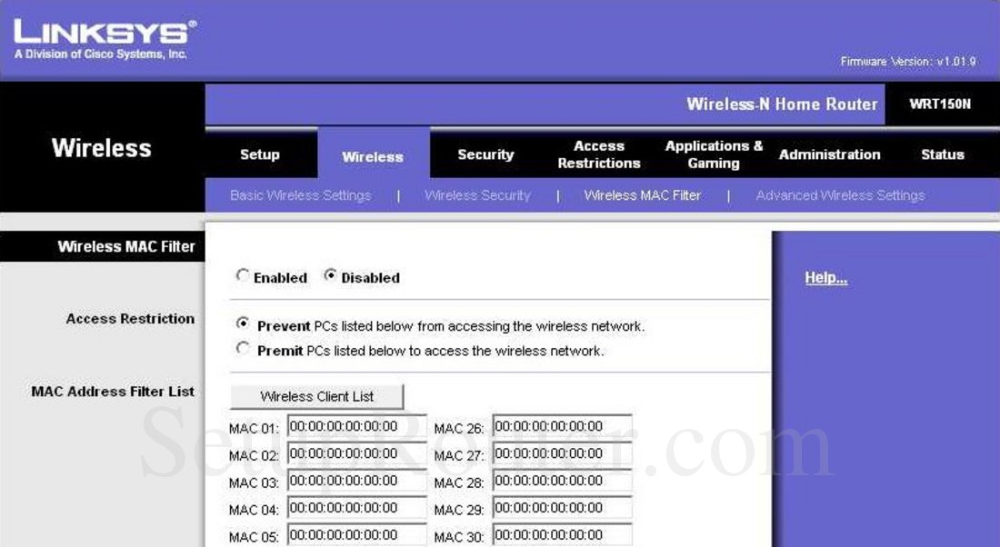 LINKSYS®
A Division of Cisco Systems, Inc.
Firmware Version: v1.01.9
Wireless-N Home Router WRT150N
Wireless
Setup Wireless Security Access Restrictions Applications & Gaming Administration Status
Basic Wireless Settings | Wireless Security | Wireless MAC Filter | Advanced Wireless Settings
Wireless MAC Filter
Enabled Disabled
Help...
Access Restriction
Prevent PCs listed below from accessing the wireless network.
Premit PCs listed below to access the wireless network.
MAC Address Filter List
Wireless Client List
MAC 01: 00:00:00:00:00:00 MAC 26: 00:00:00:00:00:00
MAC 02: 00:00:00:00:00:00 MAC 27: 00:00:00:00:00:00
MAC 03: 00:00:00:00:00:00 MAC 28: 00:00:00:00:00:00
MAC 04: 00:00:00:00:00:00 MAC 29: 00:00:00:00:00:00
MAC 05: 00:00:00:00:00:00 MAC 30: 00:00:00:00:00:00
SetupRouter.com